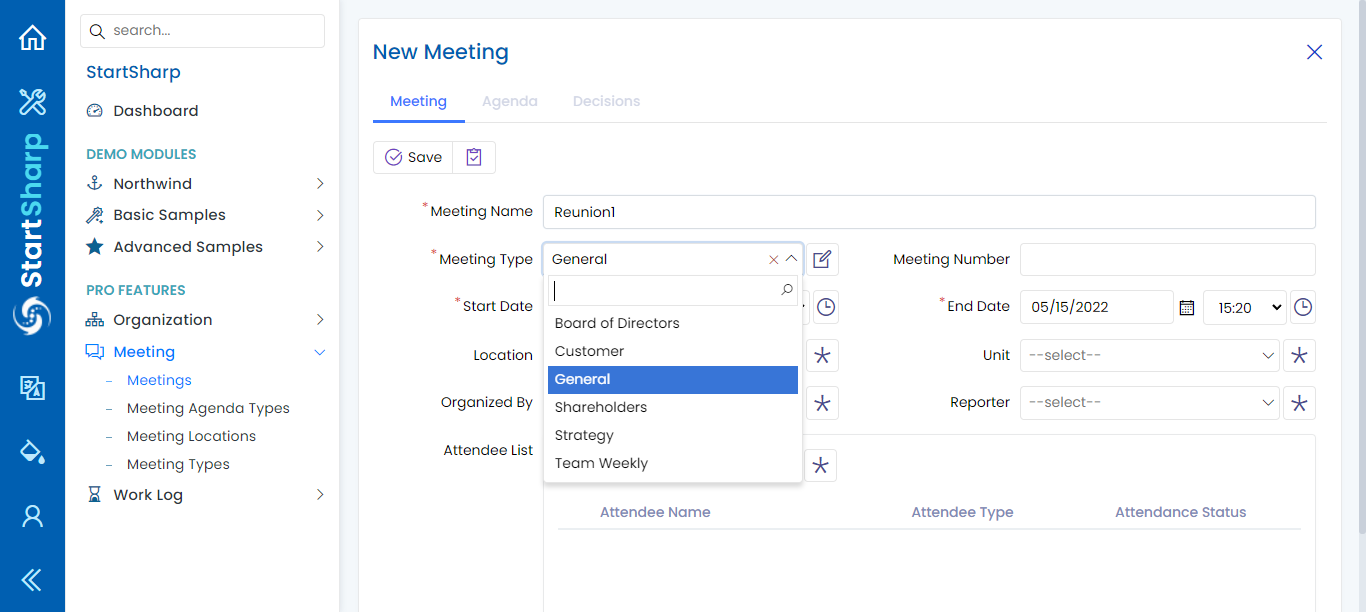 search...
StartSharp
Dashboard
DEMO MODULES
Northwind
Basic Samples
Advanced Samples
PRO FEATURES
Organization
Meeting
Meetings
Meeting Agenda Types
Meeting Locations
Meeting Types
Work Log
StartSharp
New Meeting
Meeting Agenda Decisions
Save
*Meeting Name Reunion1
*Meeting Type General Meeting Number
Board of Directors
Customer
General
Shareholders
Strategy
Team Weekly
*Start Date *End Date 05/15/2022 15:20
Location Unit --select--
Organized By Reporter --select--
Attendee List
Attendee Name Attendee Type Attendance Status